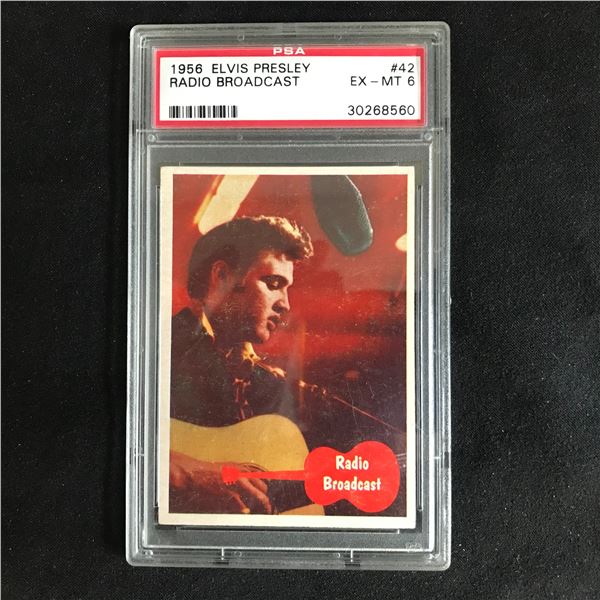 PSA
1956 ELVIS PRESLEY #42
RADIO BROADCAST EX-MT 6
30268560
Radio
Broadcast